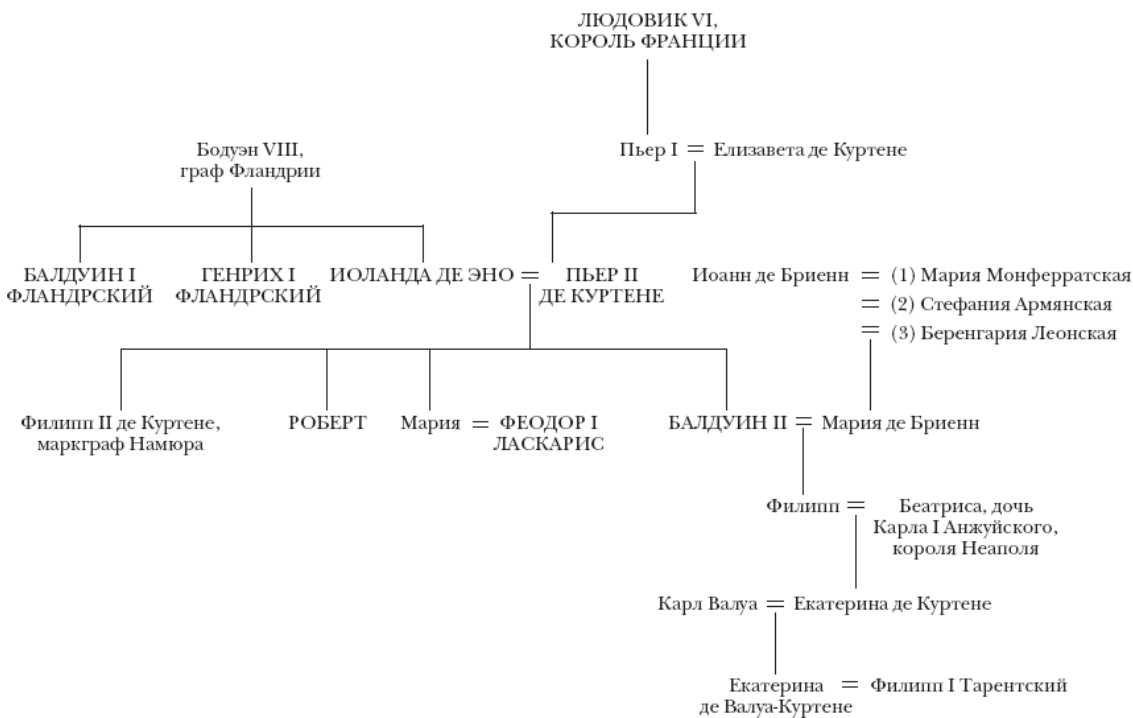 ЛЮДОВИК VI,
КОРОЛЬ ФРАНЦИИ
Бодуэн VIII,
граф Фландрии
Пьер I = Елизавета де Куртене
БАЛДУИН I
ФЛАНДРСКИЙ
ГЕНРИХ I
ФЛАНДРСКИЙ
ИОЛАНДА ДЕ ЭНО = ПЬЕР II
ДЕ КУРТЕНЕ
Иоанн де Бриенн = (1) Мария Монферратская
= (2) Стефания Армянская
= (3) Беренгария Леонская
Филипп II де Куртене,
маркграф Намюра
РОБЕРТ
Мария = ФЕОДОР I
ЛАСКАРИС
БАЛДУИН II = Мария де Бриенн
Филипп = Беатриса, дочь
Карла I Анжуйского,
короля Неаполя
Карл Валуа = Екатерина де Куртене
Екатерина = Филипп I Тарентский
де Валуа-Куртене